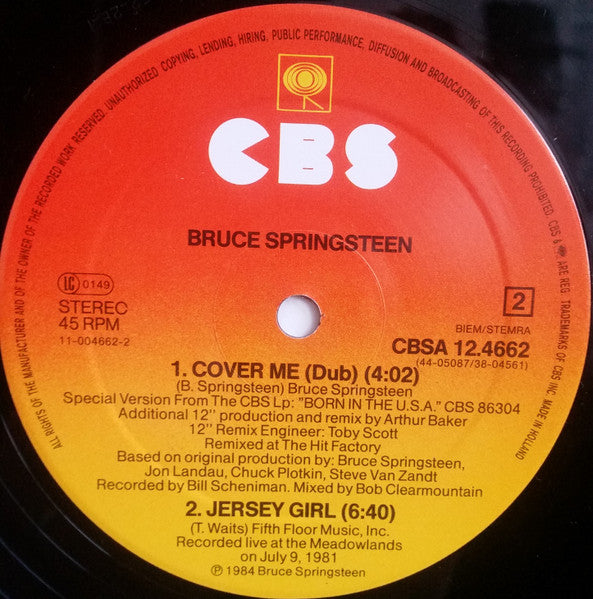 ALL RIGHTS OF THE MANUFACTURER AND OF THE OWNER OF THE RECORDED WORK RESERVED. UNAUTHORIZED COPYING, LENDING, HIRING, PUBLIC PERFORMANCE, DIFFUSION AND BROADCASTING OF THIS RECORDING PROHIBITED. CBS & ARE REG. TRADEMARKS OF CBS INC. MADE IN HOLLAND
CBS
BRUCE SPRINGSTEEN
LC 0149
STEREO
45 RPM
11-004662-2
2
BIEM/STEMRA
CBSA 12.4662
(44-05087/38-04561)
1. COVER ME (Dub) (4:02)
(B. Springsteen) Bruce Springsteen
Special Version From The CBS Lp: "BORN IN THE U.S.A." CBS 86304
Additional 12'' production and remix by Arthur Baker
12'' Remix Engineer: Toby Scott
Remixed at The Hit Factory
Based on original production by: Bruce Springsteen,
Jon Landau, Chuck Plotkin, Steve Van Zandt
Recorded by Bill Scheniman. Mixed by Bob Clearmountain
2. JERSEY GIRL (6:40)
(T. Waits) Fifth Floor Music, Inc.
Recorded live at the Meadowlands
on July 9, 1981
℗ 1984 Bruce Springsteen